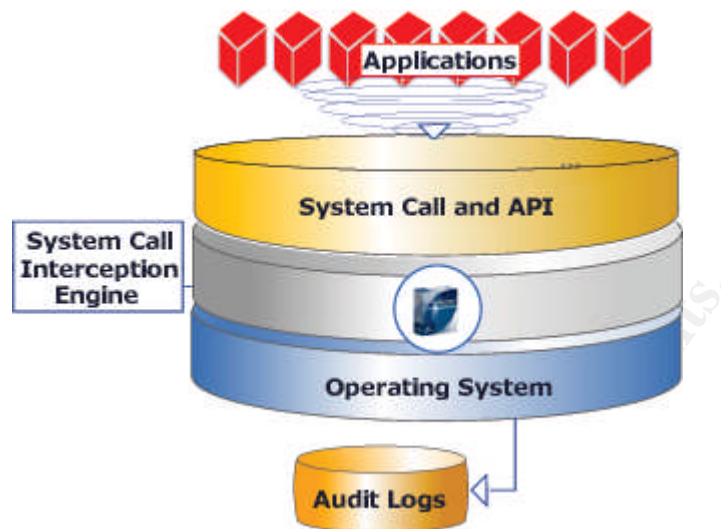 Applications
System Call and API
System Call
Interception
Engine
Operating System
Audit Logs